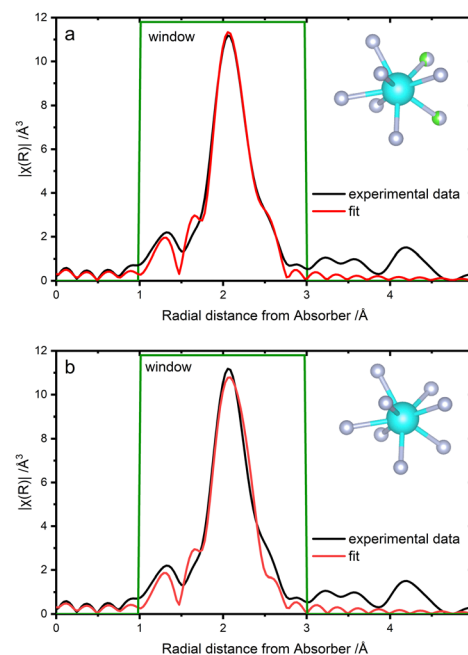 a
window
12
10
8
6
4
2
0
|χ(R)| /Å³
experimental data
fit
0 1 2 3 4
Radial distance from Absorber /Å
b
window
12
10
8
6
4
2
0
|χ(R)| /Å³
experimental data
fit
0 1 2 3 4
Radial distance from Absorber /Å